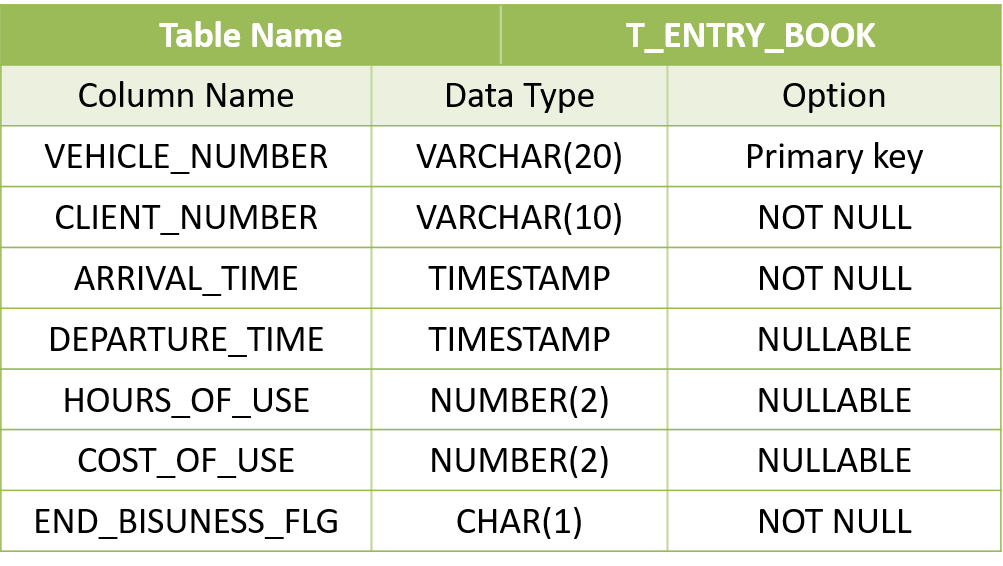 Table Name T_ENTRY_BOOK
Column Name Data Type Option
VEHICLE_NUMBER VARCHAR(20) Primary key
CLIENT_NUMBER VARCHAR(10) NOT NULL
ARRIVAL_TIME TIMESTAMP NOT NULL
DEPARTURE_TIME TIMESTAMP NULLABLE
HOURS_OF_USE NUMBER(2) NULLABLE
COST_OF_USE NUMBER(2) NULLABLE
END_BISUNESS_FLG CHAR(1) NOT NULL